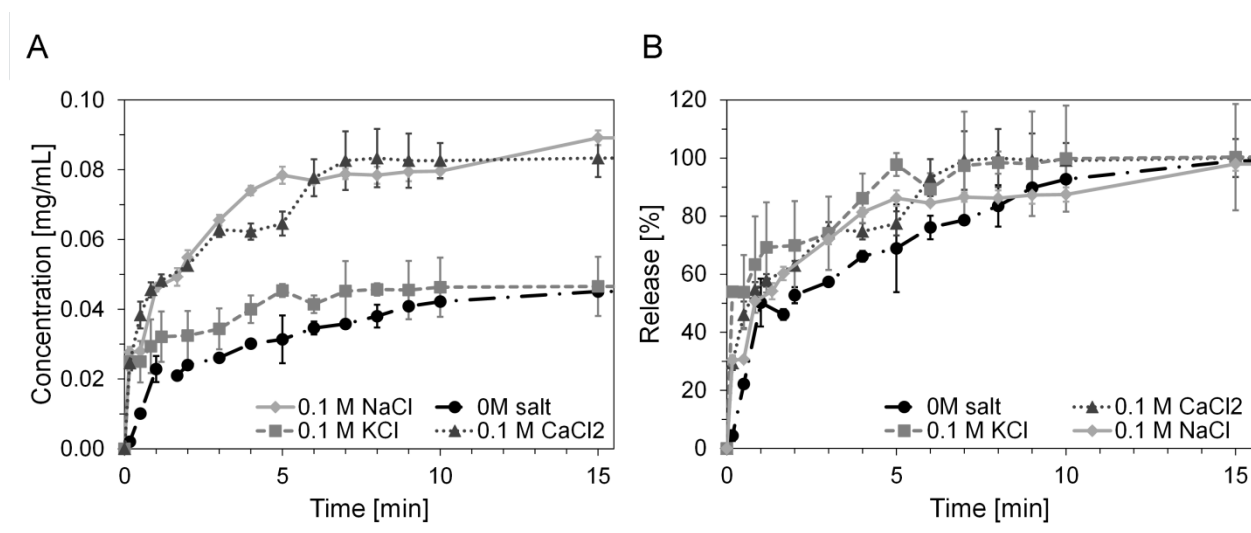 A
B
Concentration [mg/mL]
0.10
0.08
0.06
0.04
0.02
0.00
0.1 M NaCl
0M salt
0.1 M KCl
0.1 M CaCl2
0
5
10
15
Time [min]
Release [%]
120
100
80
60
40
20
0
0M salt
0.1 M CaCl2
0.1 M KCl
0.1 M NaCl
0
5
10
15
Time [min]